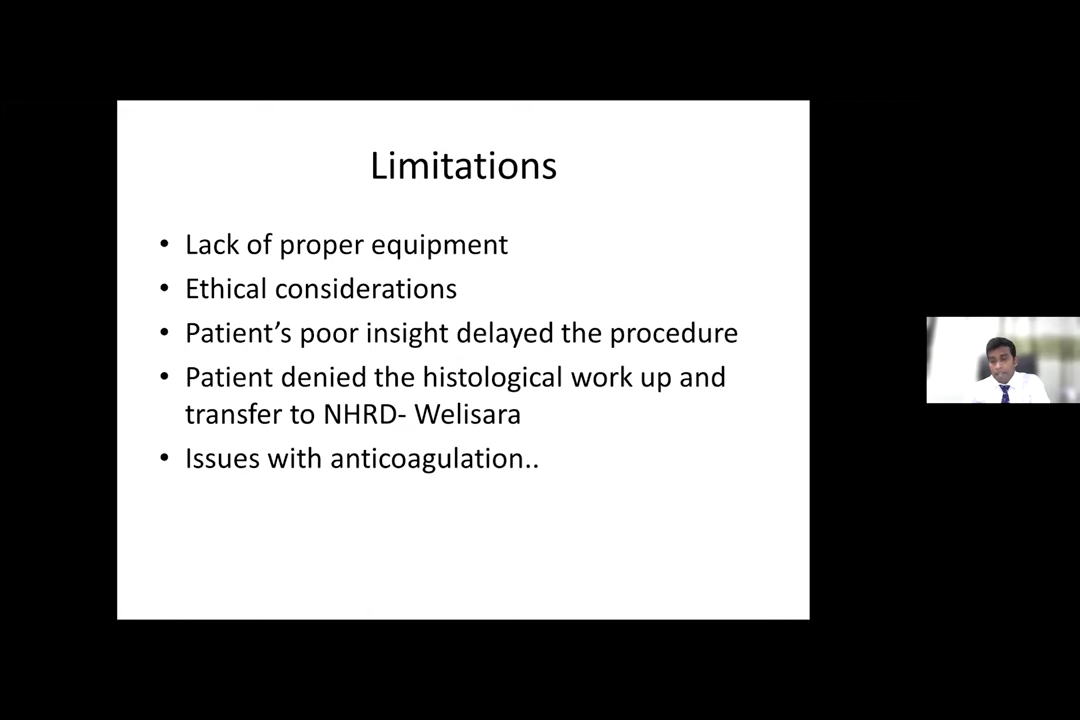 Limitations
• Lack of proper equipment
• Ethical considerations
• Patient’s poor insight delayed the procedure
• Patient denied the histological work up and
transfer to NHRD- Welisara
• Issues with anticoagulation..